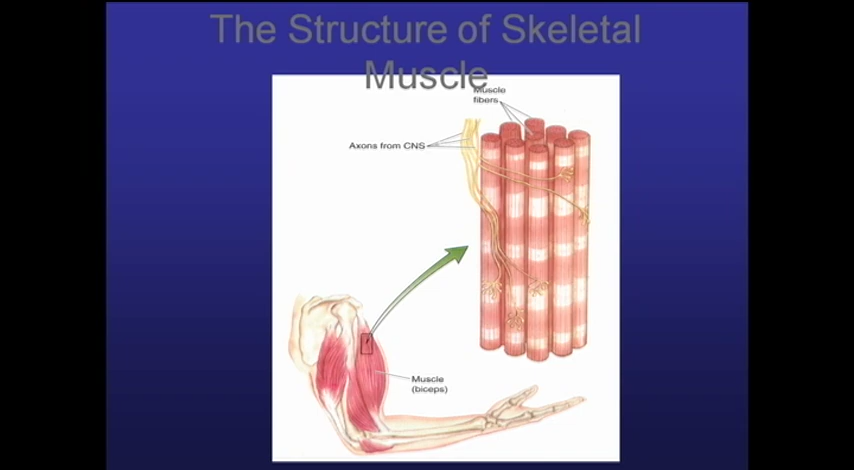 The Structure of Skeletal
Muscle
Muscle
fibers
Axons from CNS
Muscle
(biceps)